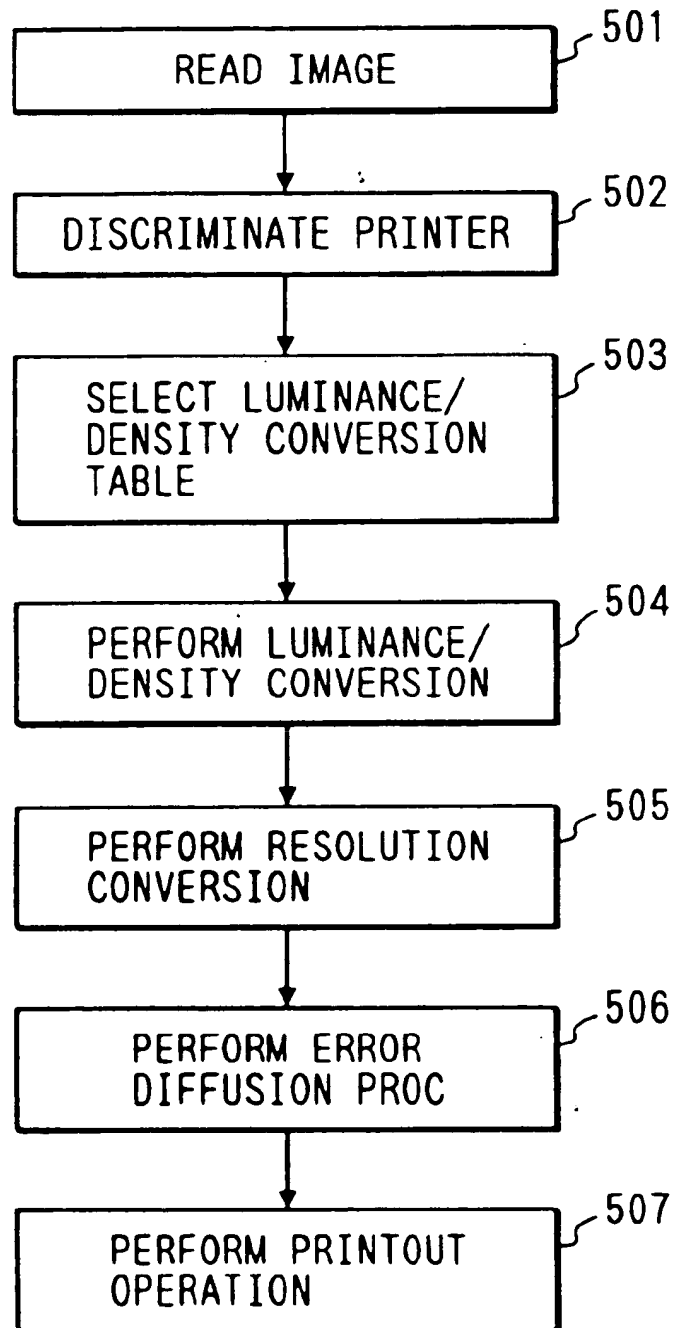 501
READ IMAGE
502
DISCRIMINATE PRINTER
503
SELECT LUMINANCE/
DENSITY CONVERSION
TABLE
504
PERFORM LUMINANCE/
DENSITY CONVERSION
505
PERFORM RESOLUTION
CONVERSION
506
PERFORM ERROR
DIFFUSION PROC
507
PERFORM PRINTOUT
OPERATION